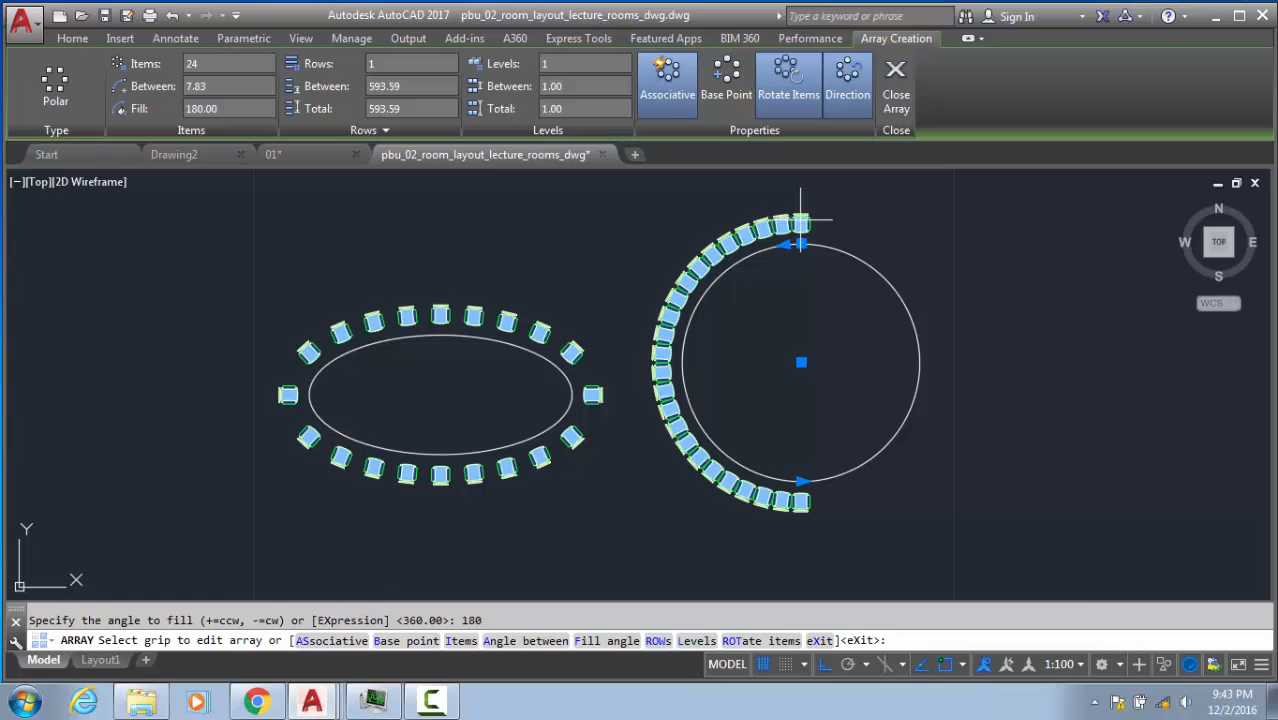 Autodesk AutoCAD 2017 pbu_02_room_layout_lecture_rooms_dwg.dwg Type a keyword or phrase Sign In
Home Insert Annotate Parametric View Manage Output Add-ins A360 Express Tools Featured Apps BIM 360 Performance Array Creation
Items: 24 Rows: 1 Levels: 1
Between: 7.83 Between: 593.59 Between: 1.00
Fill: 180.00 Total: 593.59 Total: 1.00
Polar
Associative Base Point Rotate Items Direction Close Array
Type Items Rows Levels Properties Close
Start Drawing2 01* pbu_02_room_layout_lecture_rooms_dwg*
[−][Top][2D Wireframe]
N
W TOP E
S
WCS
Y
X
Specify the angle to fill (+=ccw, -=cw) or [EXpression] <360.00>: 180
ARRAY Select grip to edit array or [ASsociative Base point Items Angle between Fill angle ROWs Levels ROTate items eXit]<eXit>:
Model Layout1 + MODEL 1:100
9:43 PM
12/2/2016